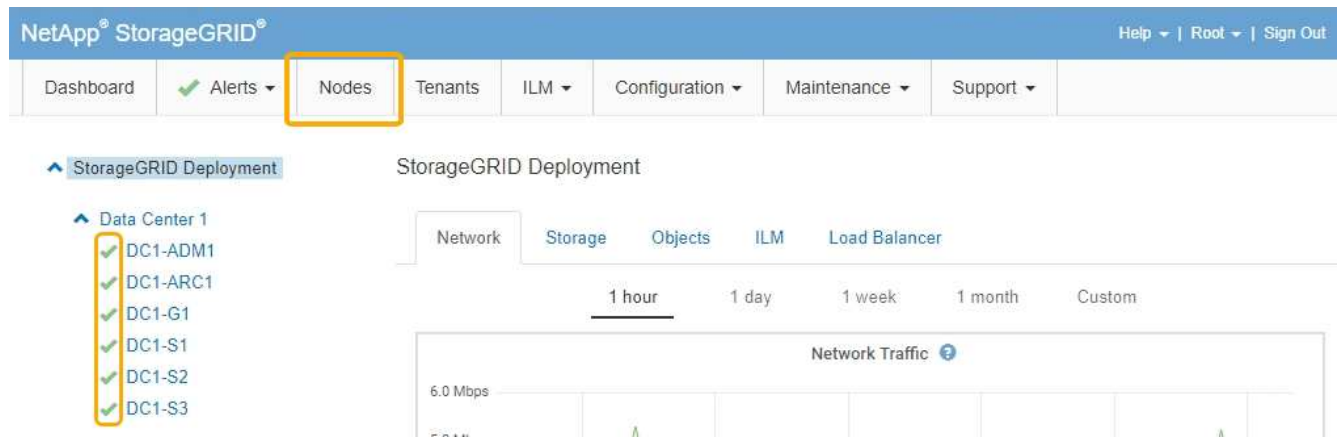 NetApp® StorageGRID®
Help | Root | Sign Out
Dashboard Alerts Nodes Tenants ILM Configuration Maintenance Support
StorageGRID Deployment
Data Center 1
DC1-ADM1
DC1-ARC1
DC1-G1
DC1-S1
DC1-S2
DC1-S3
StorageGRID Deployment
Network Storage Objects ILM Load Balancer
1 hour 1 day 1 week 1 month Custom
Network Traffic
6.0 Mbps